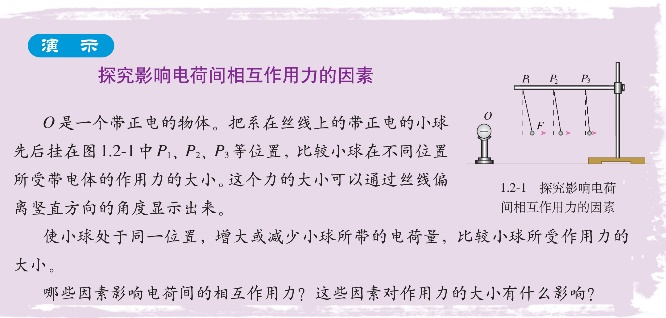 演 示
探究影响电荷间相互作用力的因素
O是一个带正电的物体。把系在丝线上的带正电的小球
先后挂在图1.2-1中P1、P2、P3等位置，比较小球在不同位置
所受带电体的作用力的大小。这个力的大小可以通过丝线偏
离竖直方向的角度显示出来。
使小球处于同一位置，增大或减少小球所带的电荷量，比较小球所受作用力的
大小。
哪些因素影响电荷间的相互作用力？这些因素对作用力的大小有什么影响？
P1 P2 P3
O
F
1.2-1 探究影响电荷
间相互作用力的因素